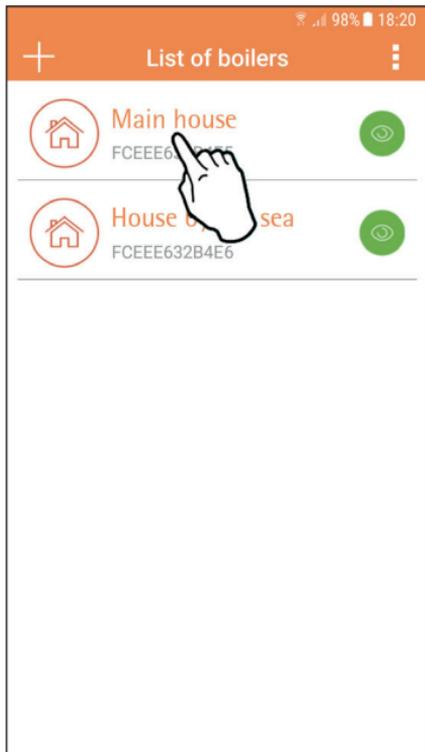 98% 18:20
List of boilers
Main house
House sea
FCEEE632B4E6